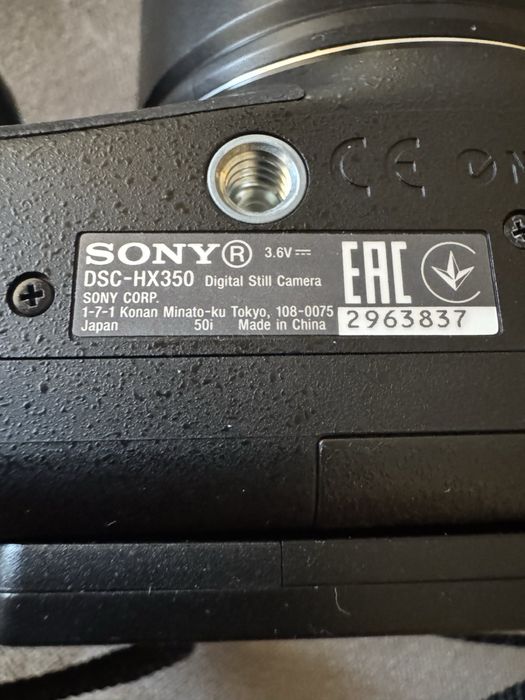 CE N
SONY® 3.6V⎓
DSC-HX350 Digital Still Camera
SONY CORP.
1-7-1 Konan Minato-ku Tokyo, 108-0075
Japan 50i Made in China
EAC
2963837